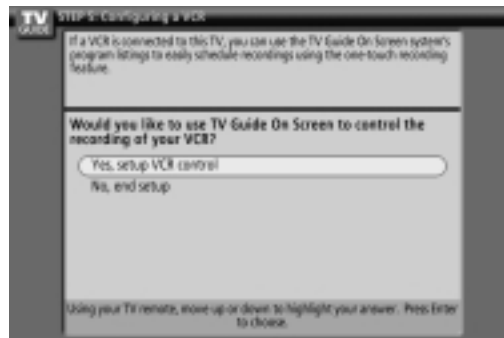 TV
GUIDE
STEP 5: Configuring a VCR
If a VCR is connected to this TV, you can use the TV Guide On Screen system's
program listings to easily schedule recordings using the one-touch recording
feature.
Would you like to use TV Guide On Screen to control the
recording of your VCR?
Yes, setup VCR control
No, end setup
Using your TV remote, move up or down to highlight your answer. Press Enter
to choose.